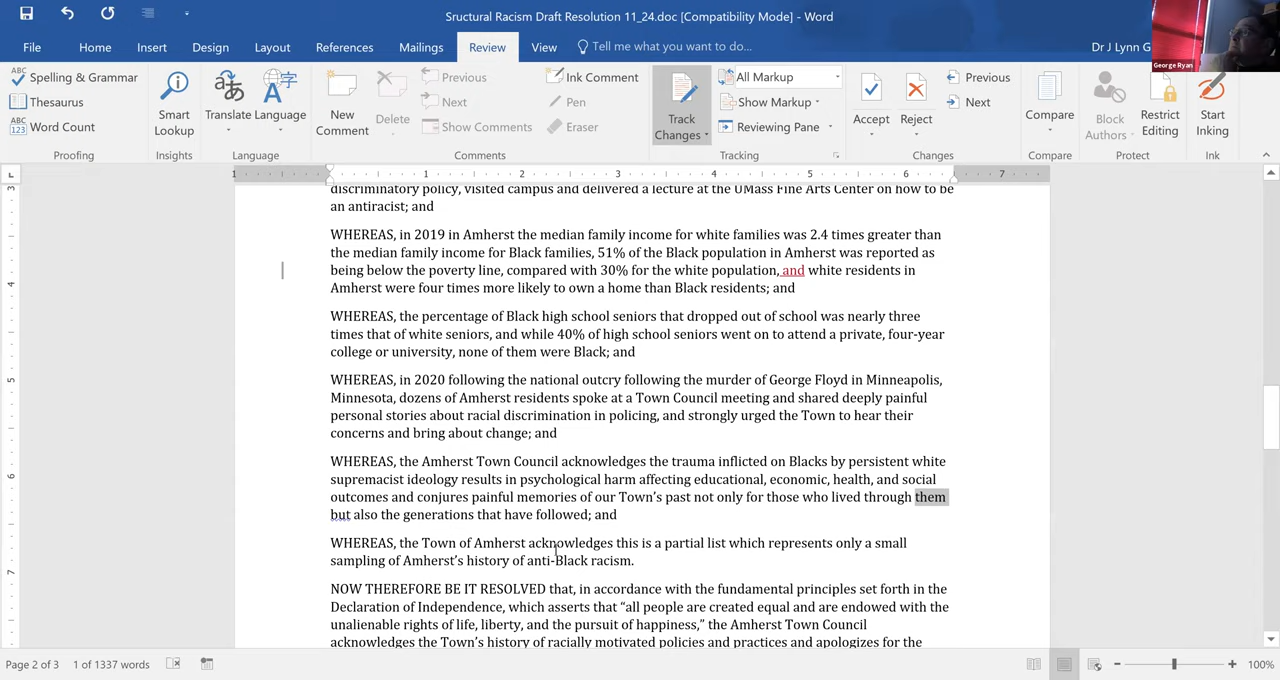 Sructural Racism Draft Resolution 11_24.doc [Compatibility Mode] - Word
File Home Insert Design Layout References Mailings Review View Tell me what you want to do... Dr J Lynn G
George Ryan
ABC Spelling & Grammar
Thesaurus
ABC 123 Word Count
Proofing
Smart Lookup
Insights
Translate Language
Language
New Comment
Delete
Previous
Next
Show Comments
Ink Comment
Pen
Eraser
Comments
Track Changes
All Markup
Show Markup
Reviewing Pane
Tracking
Accept Reject
Previous
Next
Changes
Compare
Compare
Block Authors
Restrict Editing
Protect
Start Inking
Ink
1 1 2 3 4 5 6 7
3
4
5
6
7
discriminatory policy, visited campus and delivered a lecture at the UMass Fine Arts Center on how to be
an antiracist; and
WHEREAS, in 2019 in Amherst the median family income for white families was 2.4 times greater than
the median family income for Black families, 51% of the Black population in Amherst was reported as
being below the poverty line, compared with 30% for the white population, and white residents in
Amherst were four times more likely to own a home than Black residents; and
WHEREAS, the percentage of Black high school seniors that dropped out of school was nearly three
times that of white seniors, and while 40% of high school seniors went on to attend a private, four-year
college or university, none of them were Black; and
WHEREAS, in 2020 following the national outcry following the murder of George Floyd in Minneapolis,
Minnesota, dozens of Amherst residents spoke at a Town Council meeting and shared deeply painful
personal stories about racial discrimination in policing, and strongly urged the Town to hear their
concerns and bring about change; and
WHEREAS, the Amherst Town Council acknowledges the trauma inflicted on Blacks by persistent white
supremacist ideology results in psychological harm affecting educational, economic, health, and social
outcomes and conjures painful memories of our Town's past not only for those who lived through them
but also the generations that have followed; and
WHEREAS, the Town of Amherst acknowledges this is a partial list which represents only a small
sampling of Amherst's history of anti-Black racism.
NOW THEREFORE BE IT RESOLVED that, in accordance with the fundamental principles set forth in the
Declaration of Independence, which asserts that “all people are created equal and are endowed with the
unalienable rights of life, liberty, and the pursuit of happiness,” the Amherst Town Council
acknowledges the Town's history of racially motivated policies and practices and apologizes for the
Page 2 of 3 1 of 1337 words 100%